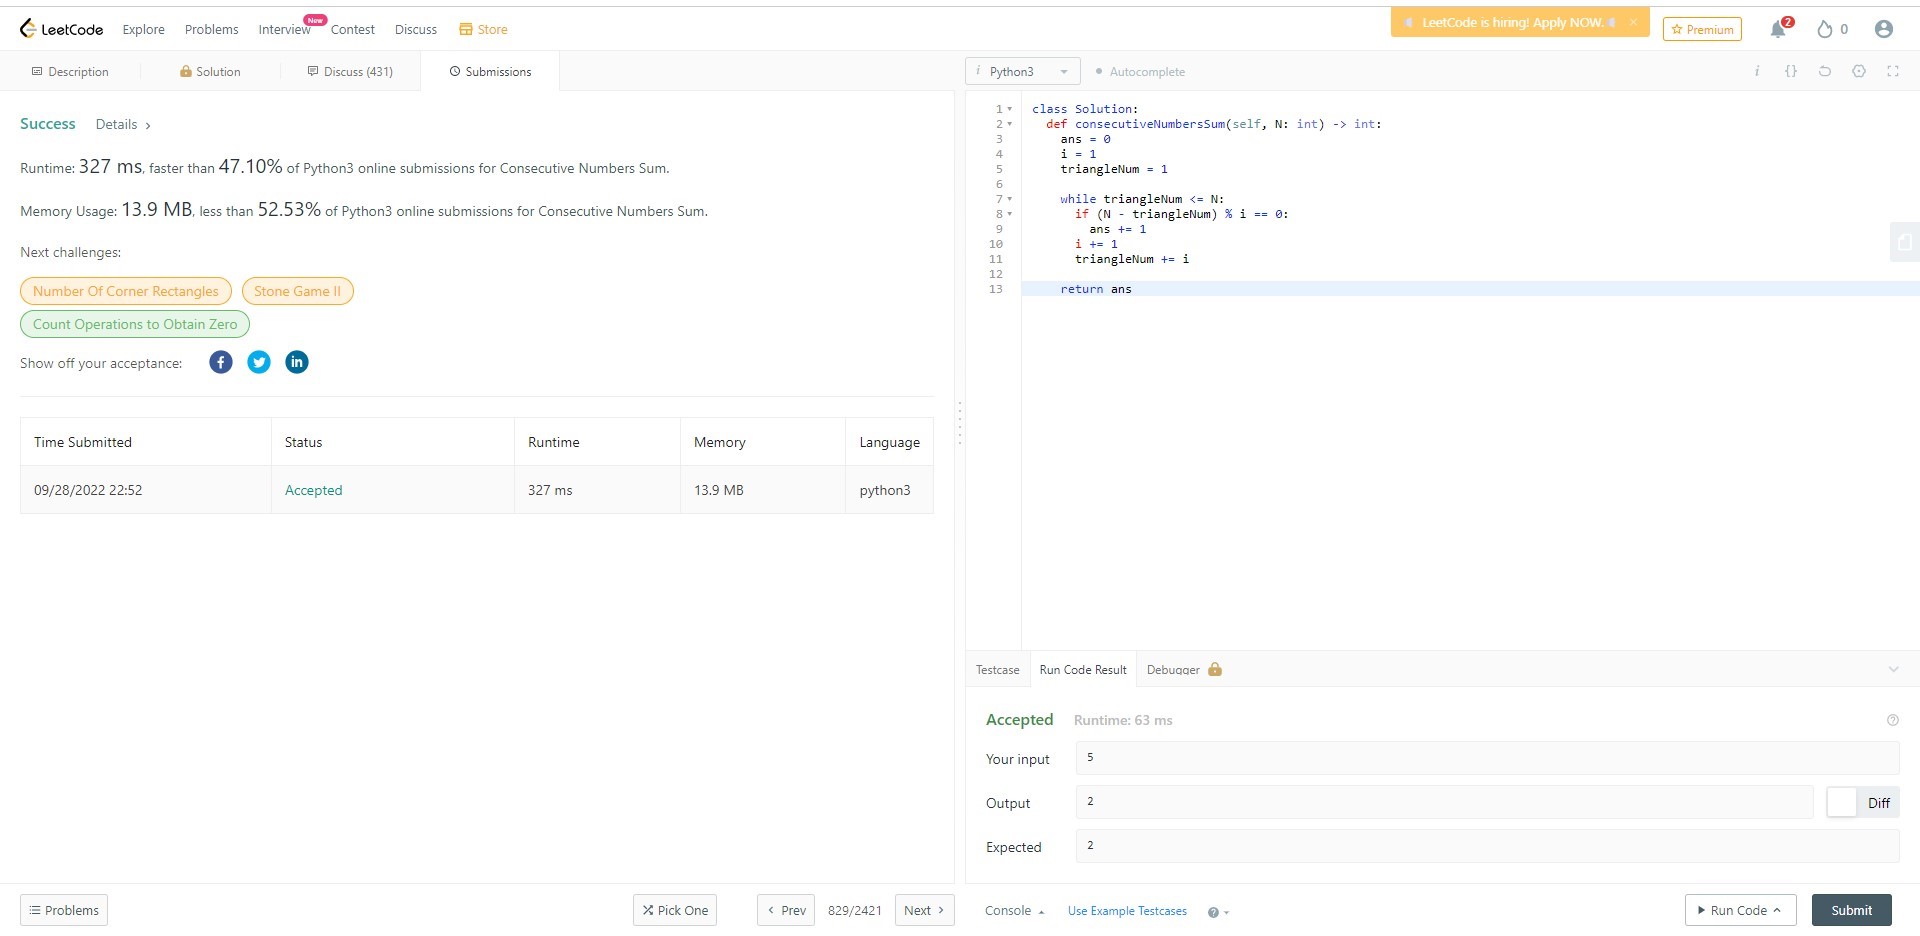 LeetCode
Explore
Problems
Interview
New
Contest
Discuss
Store
LeetCode is hiring! Apply NOW.
Premium
2
0
Description
Solution
Discuss (431)
Submissions
i Python3
Autocomplete
i {}
Success Details >
Runtime: 327 ms, faster than 47.10% of Python3 online submissions for Consecutive Numbers Sum.
Memory Usage: 13.9 MB, less than 52.53% of Python3 online submissions for Consecutive Numbers Sum.
Next challenges:
Number Of Corner Rectangles
Stone Game II
Count Operations to Obtain Zero
Show off your acceptance:
Time Submitted Status Runtime Memory Language
09/28/2022 22:52 Accepted 327 ms 13.9 MB python3
1 class Solution:
2 def consecutiveNumbersSum(self, N: int) -> int:
3 ans = 0
4 i = 1
5 triangleNum = 1
6
7 while triangleNum <= N:
8 if (N - triangleNum) % i == 0:
9 ans += 1
10 i += 1
11 triangleNum += i
12
13 return ans
Testcase
Run Code Result
Debugger
Accepted Runtime: 63 ms
Your input 5
Output 2 Diff
Expected 2
Problems
Pick One
< Prev
829/2421
Next >
Console
Use Example Testcases
Run Code
Submit